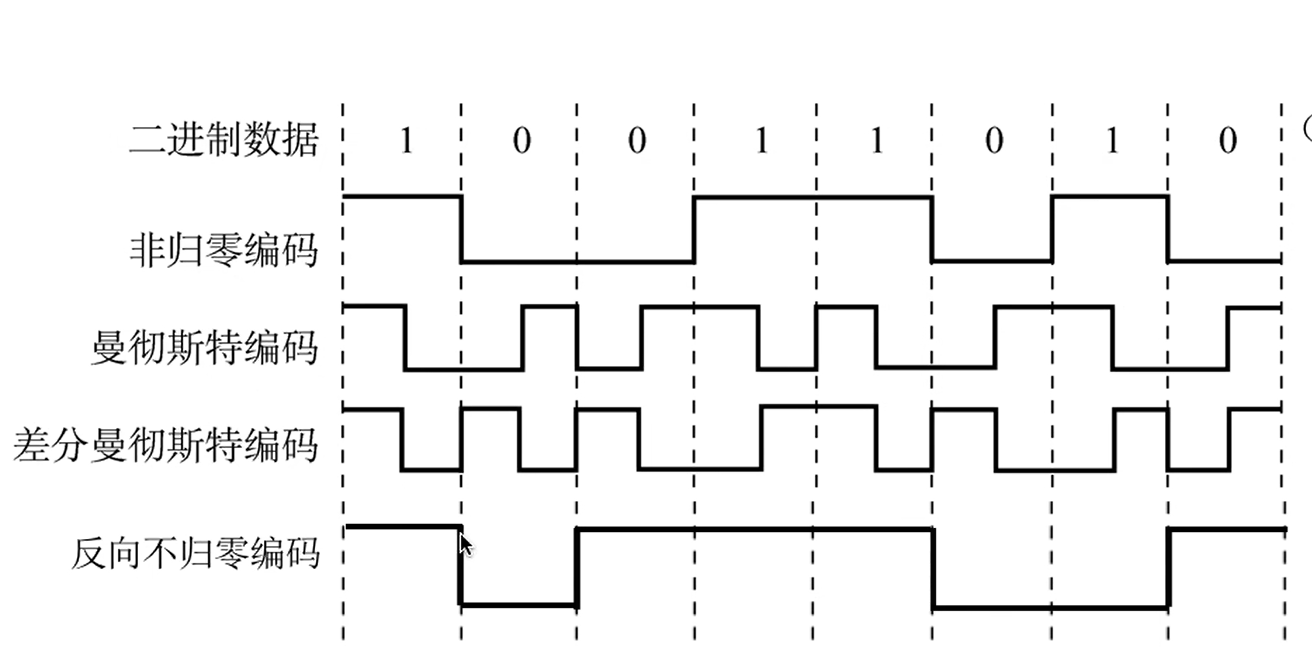 二进制数据 1 0 0 1 1 0 1 0
非归零编码
曼彻斯特编码
差分曼彻斯特编码
反向不归零编码